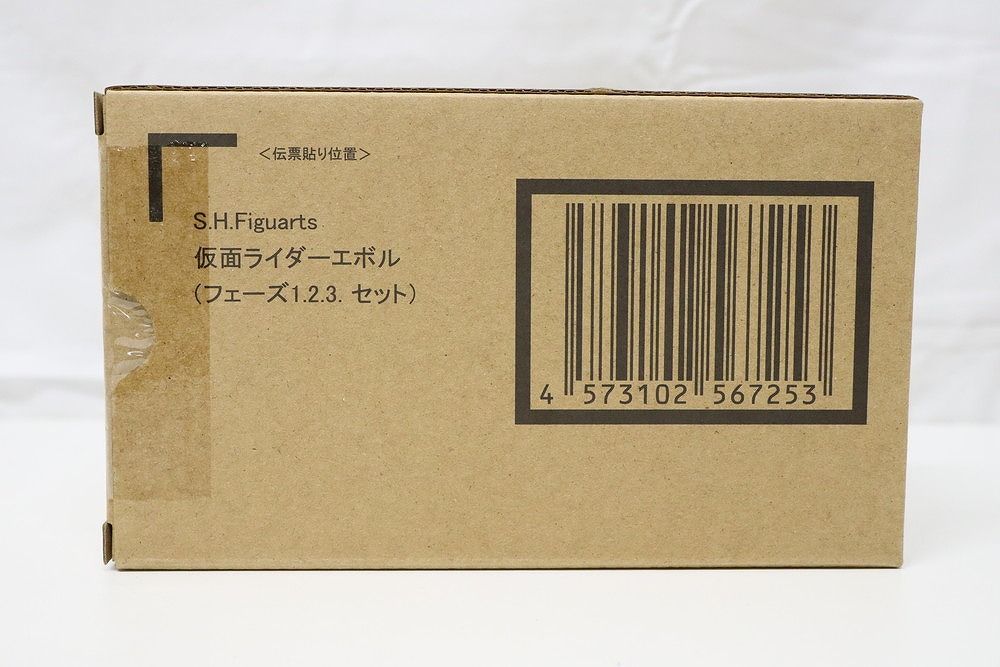 ＜伝票貼り位置＞
S.H.Figuarts
仮面ライダーエボル
（フェーズ1.2.3. セット）
4 573102 567253